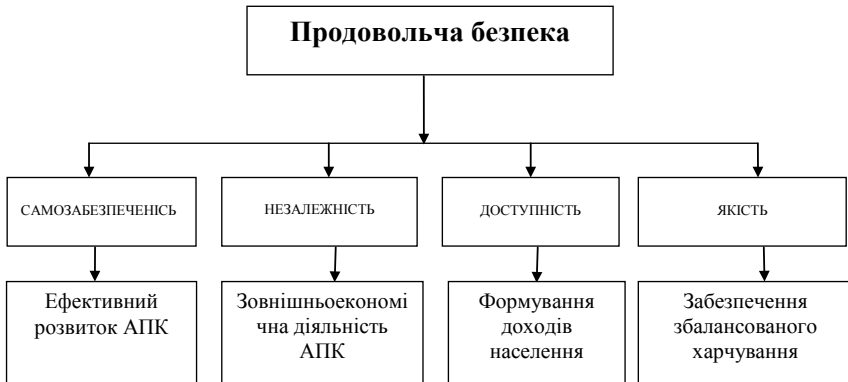 Продовольча безпека
САМОЗАБЕЗПЕЧЕНІСЬ
НЕЗАЛЕЖНІСТЬ
ДОСТУПНІСТЬ
ЯКІСТЬ
Ефективний
розвиток АПК
Зовнішньоекономі
чна діяльність
АПК
Формування
доходів
населення
Забезпечення
збалансованого
харчування